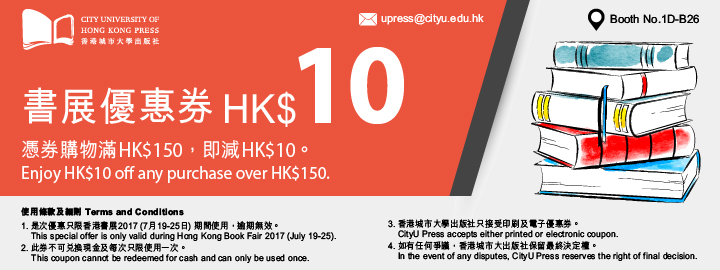 CITY UNIVERSITY OF
HONG KONG PRESS
香港城市大學出版社
upress@cityu.edu.hk
Booth No.1D-B26
書展優惠券 HK$10
憑券購物滿HK$150，即減HK$10。
Enjoy HK$10 off any purchase over HK$150.
使用條款及細則 Terms and Conditions
1. 是次優惠只限香港書展2017 (7月19-25日) 期間使用，逾期無效。
This special offer is only valid during Hong Kong Book Fair 2017 (July 19-25).
2. 此券不可兌換現金及每次只限使用一次。
This coupon cannot be redeemed for cash and can only be used once.
3. 香港城市大學出版社只接受印刷及電子優惠券。
CityU Press accepts either printed or electronic coupon.
4. 如有任何爭議，香港城市大出版社保留最終決定權。
In the event of any disputes, CityU Press reserves the right of final decision.